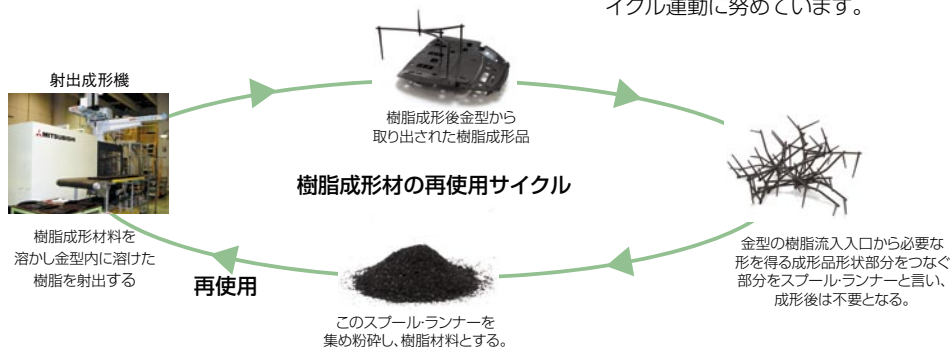 イクル運動に努めています。
射出成形機
MITSUBISHI
樹脂成形材料を
溶かし金型内に溶けた
樹脂を射出する
樹脂成形後金型から
取り出された樹脂成形品
樹脂成形材の再使用サイクル
金型の樹脂流入入口から必要な
形を得る成形品形状部分をつなぐ
部分をスプール・ランナーと言い、
成形後は不要となる。
再使用
このスプール・ランナーを
集め粉砕し、樹脂材料とする。